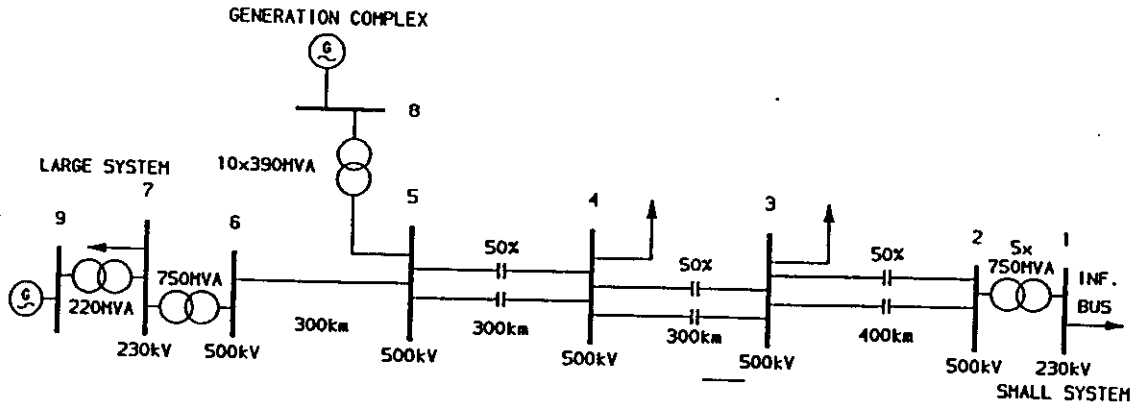 GENERATION COMPLEX
G
8
10x390MVA
LARGE SYSTEM
7
9
6
5
4
3
2
1
50%
50%
50%
5x
750MVA
INF.
BUS
G
750MVA
220MVA
300km
300km
300km
400km
230kV
500kV
500kV
500kV
500kV
500kV
230kV
SMALL SYSTEM